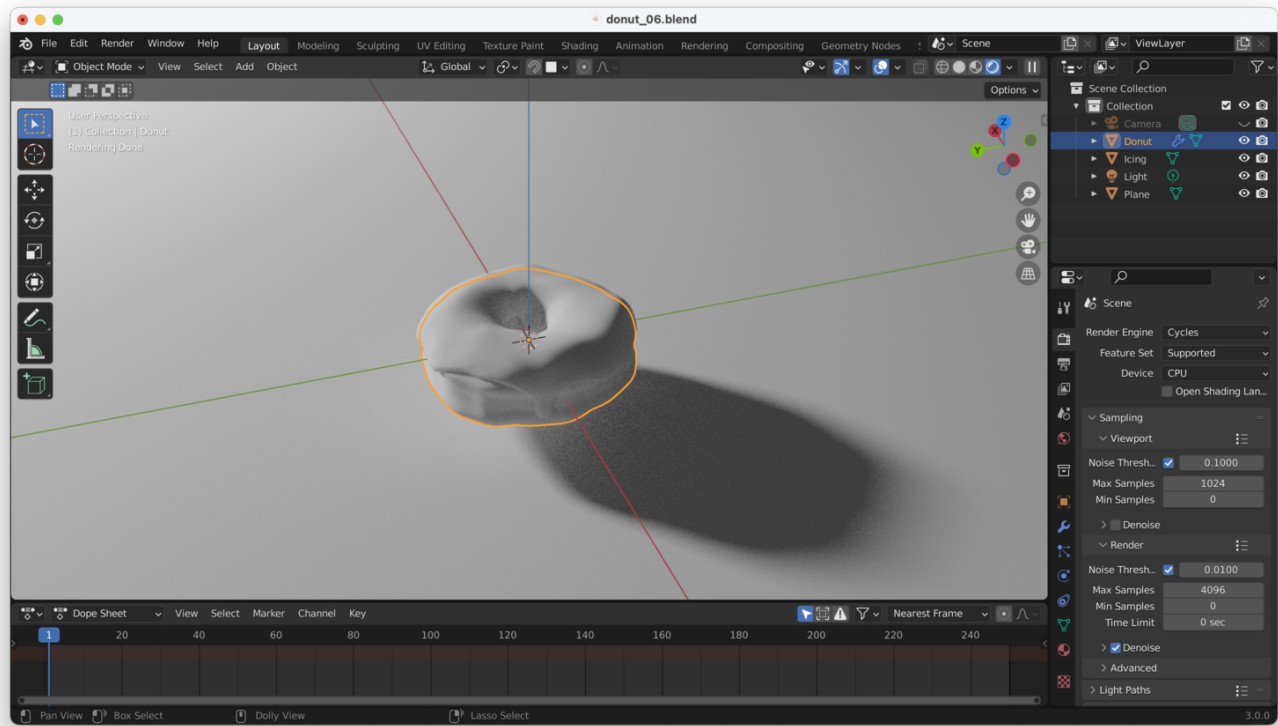 donut_06.blend
File Edit Render Window Help Layout Modeling Sculpting UV Editing Texture Paint Shading Animation Rendering Compositing Geometry Nodes Scene ViewLayer
Object Mode View Select Add Object Global
Options
User Perspective
(1) Collection | Donut
Rendering Done
Z
X
Y
Scene Collection
Collection
Camera
Donut
Icing
Light
Plane
Scene
Render Engine Cycles
Feature Set Supported
Device CPU
Open Shading Lan...
Sampling
Viewport
Noise Thresh... 0.1000
Max Samples 1024
Min Samples 0
Denoise
Render
Noise Thresh... 0.0100
Max Samples 4096
Min Samples 0
Time Limit 0 sec
Denoise
Advanced
Light Paths
Dope Sheet View Select Marker Channel Key Nearest Frame
1 20 40 60 80 100 120 140 160 180 200 220 240
Pan View Box Select Dolly View Lasso Select 3.0.0